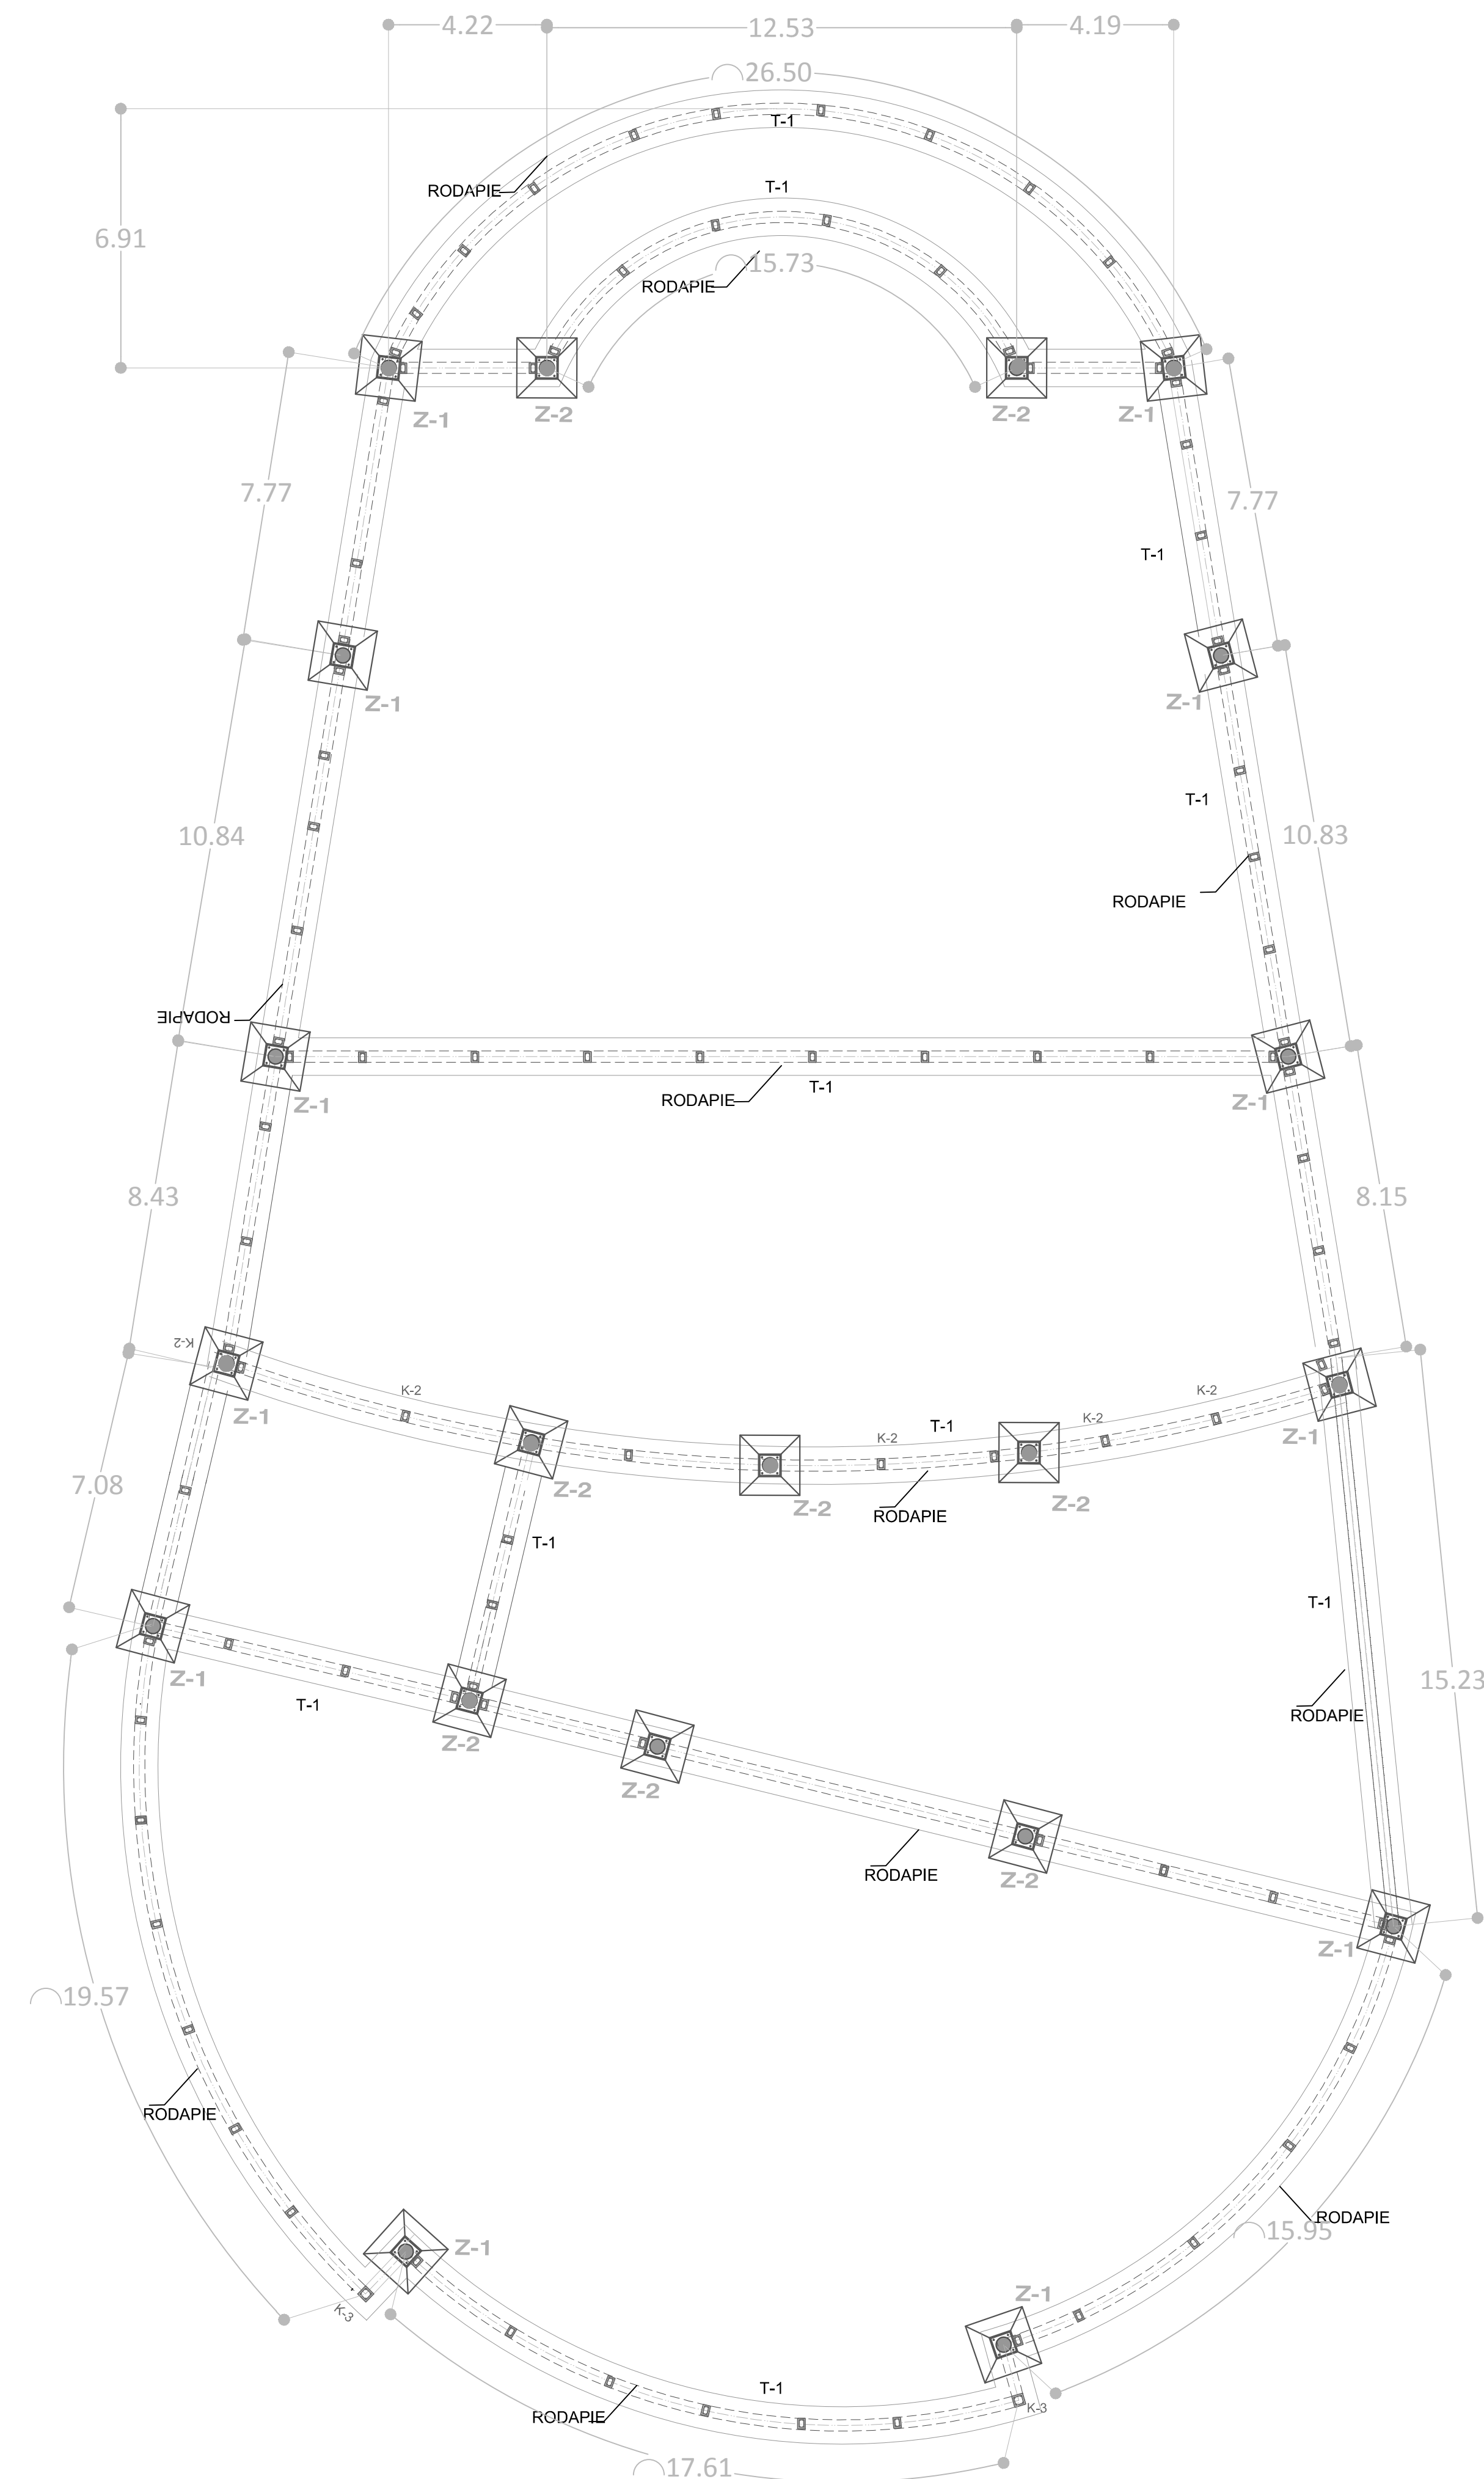 4.22
12.53
4.19
26.50
T-1
RODAPIE
T-1
6.91
15.73
RODAPIE
Z-1
Z-2
Z-2
Z-1
7.77
7.77
T-1
Z-1
Z-1
T-1
10.84
10.83
RODAPIE
RODAPIE
T-1
RODAPIE
Z-1
Z-1
8.43
8.15
K-2
K-2
K-2
Z-1
K-2
T-1
K-2
Z-1
7.08
Z-2
Z-2
Z-2
RODAPIE
T-1
T-1
Z-1
15.23
T-1
RODAPIE
Z-2
Z-2
RODAPIE
Z-2
Z-1
19.57
RODAPIE
RODAPIE
15.95
Z-1
Z-1
K-3
T-1
K-3
RODAPIE
17.61